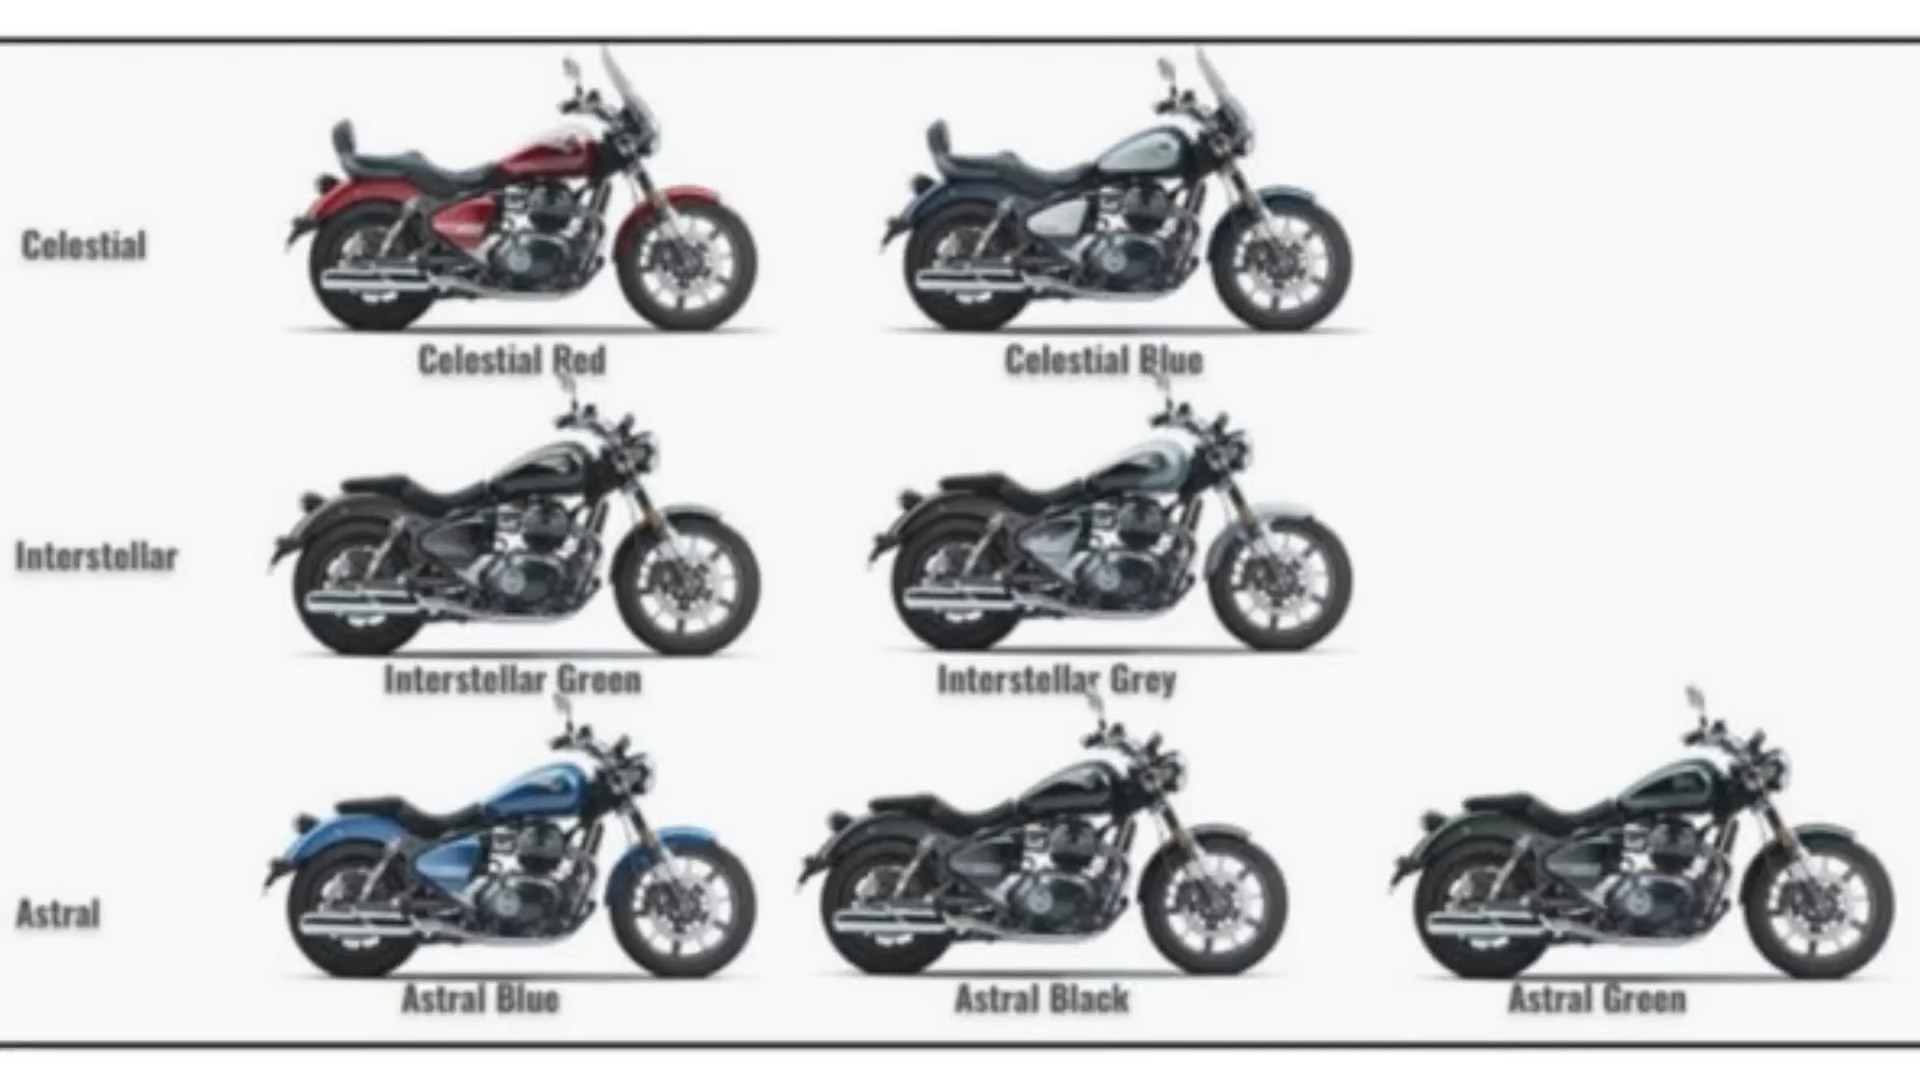 Celestial
Celestial Red
Celestial Blue
Interstellar
Interstellar Green
Interstellar Grey
Astral
Astral Blue
Astral Black
Astral Green